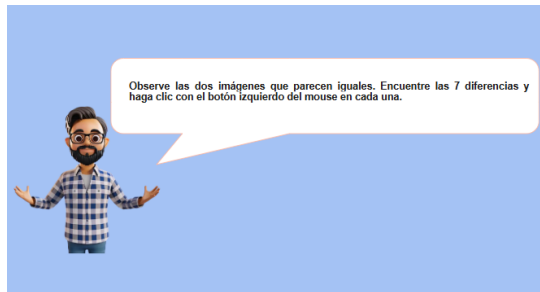 Observe las dos imágenes que parecen iguales. Encuentre las 7 diferencias y
haga clic con el botón izquierdo del mouse en cada una.